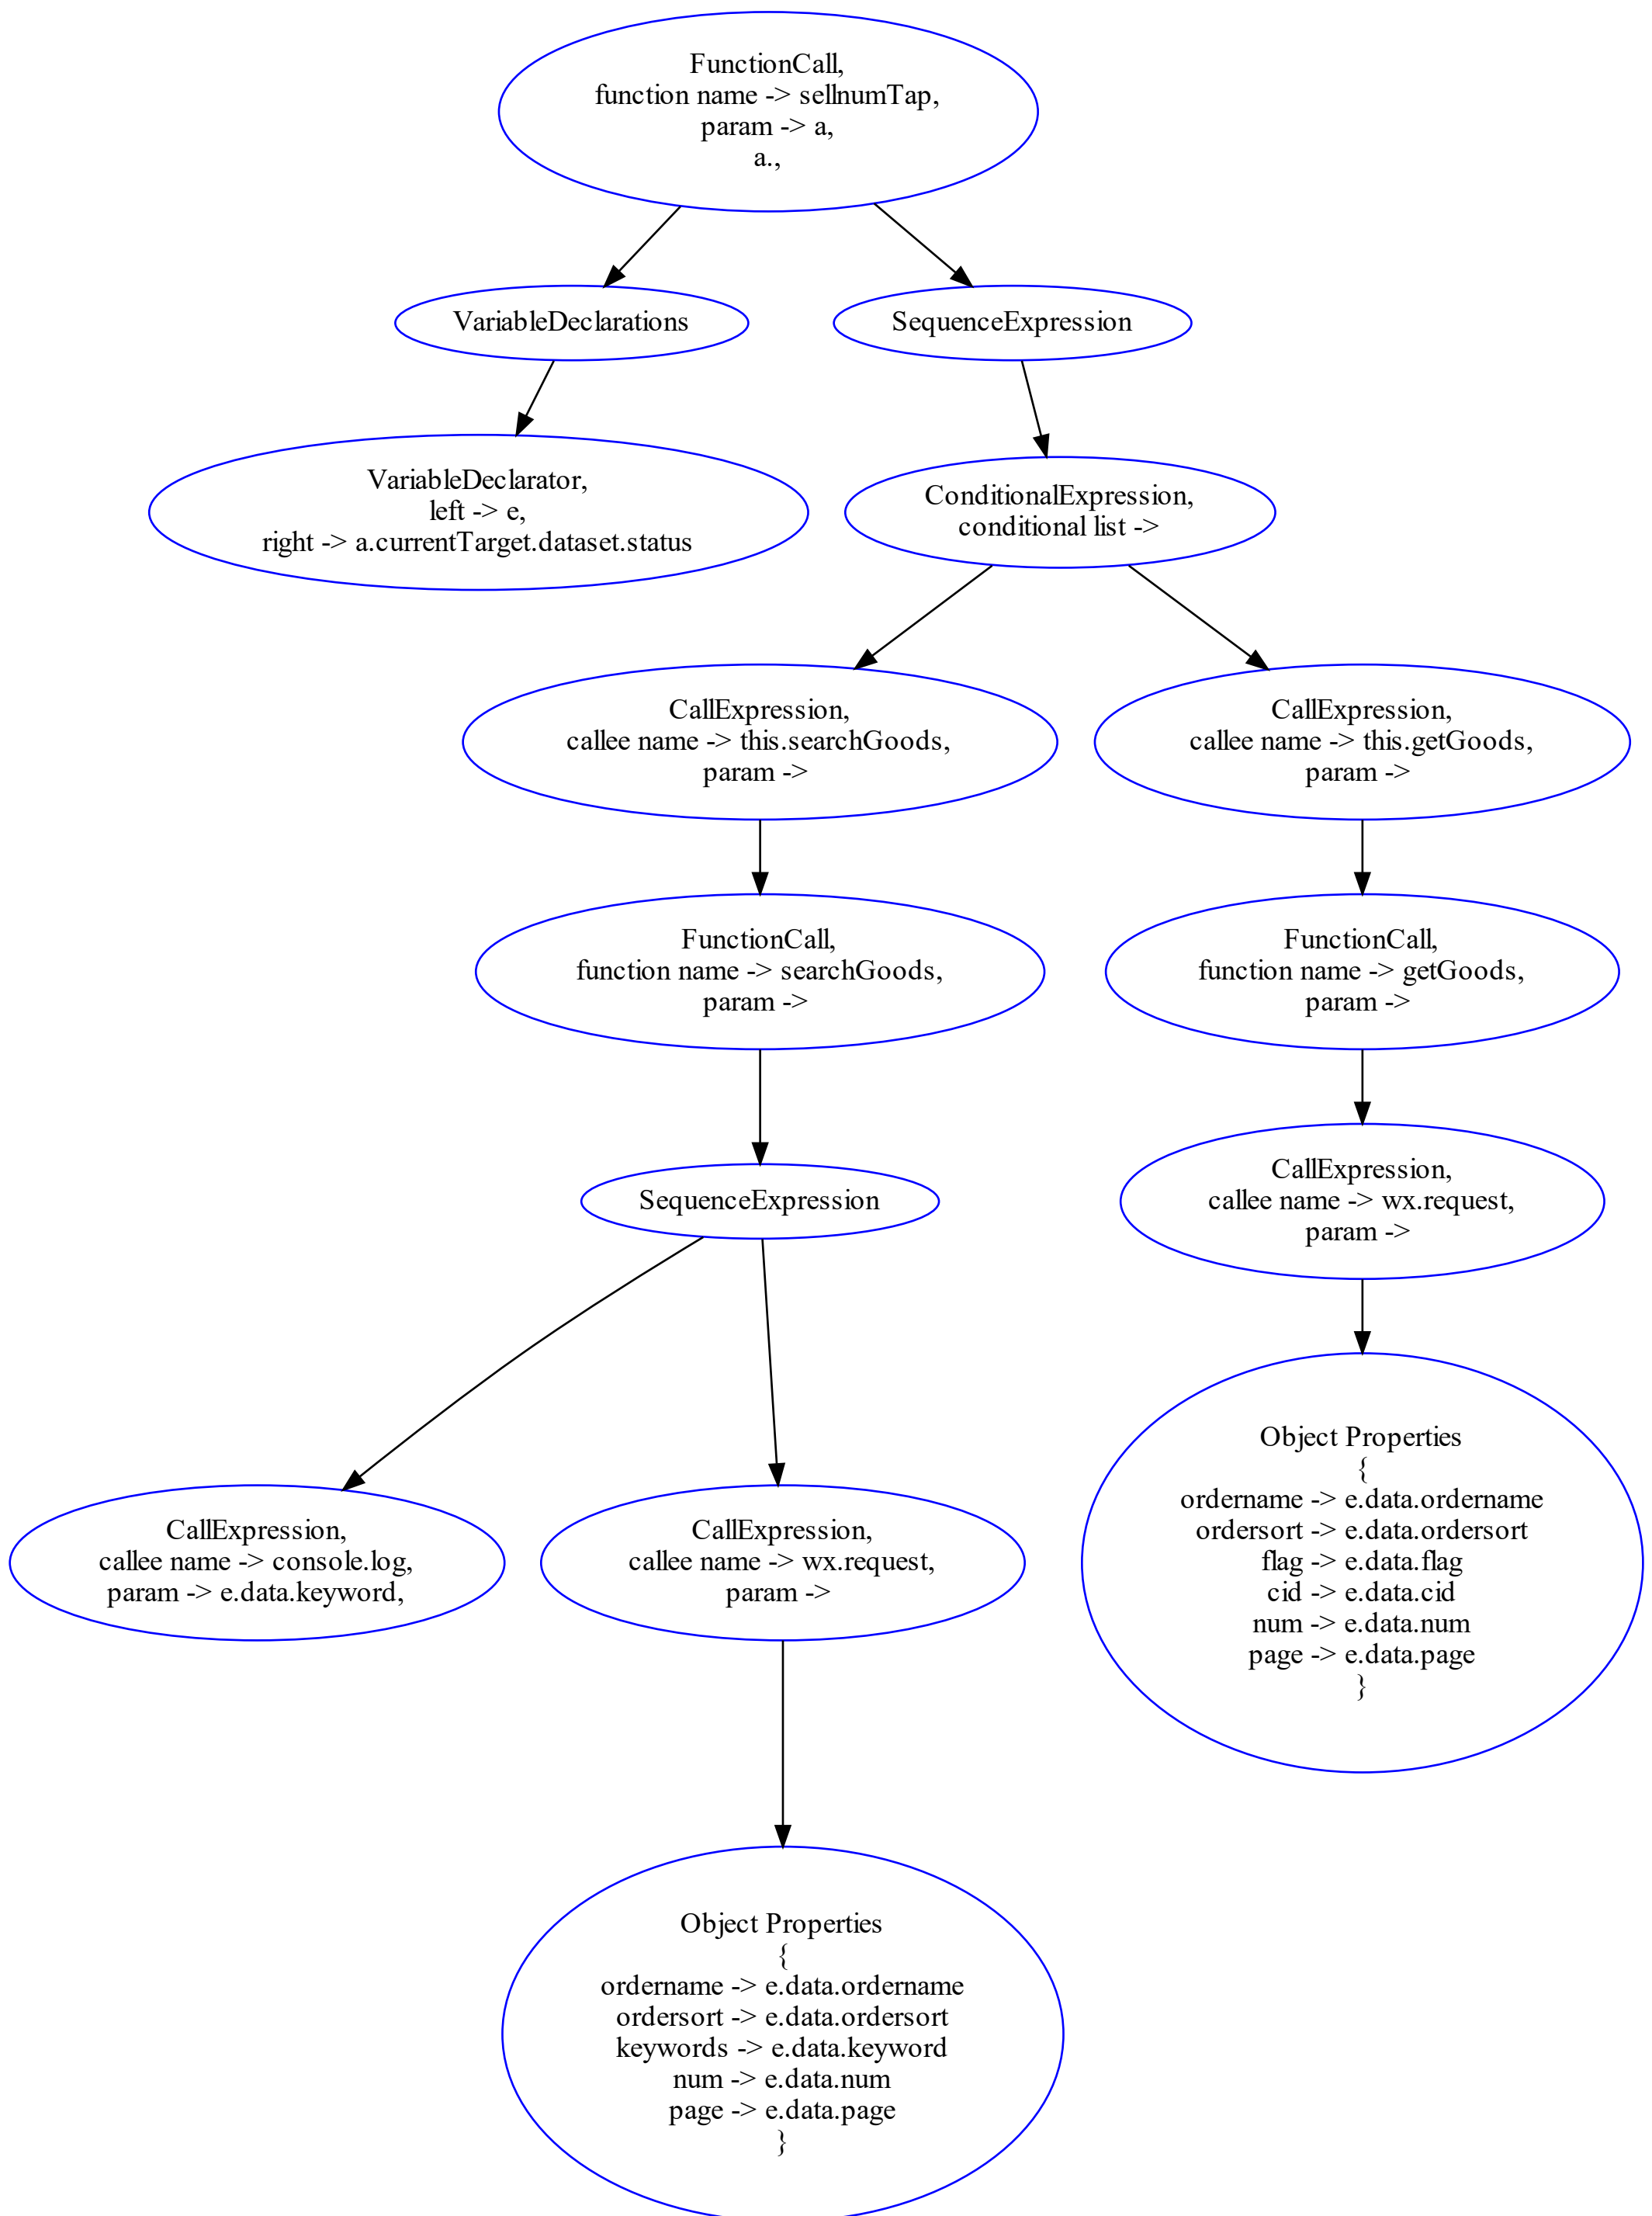 FunctionCall,
function name -> sellnumTap,
param -> a,
a.,
VariableDeclarations
SequenceExpression
VariableDeclarator,
left -> e,
right -> a.currentTarget.dataset.status
ConditionalExpression,
conditional list ->
CallExpression,
callee name -> this.searchGoods,
param ->
CallExpression,
callee name -> this.getGoods,
param ->
FunctionCall,
function name -> searchGoods,
param ->
FunctionCall,
function name -> getGoods,
param ->
SequenceExpression
CallExpression,
callee name -> wx.request,
param ->
CallExpression,
callee name -> console.log,
param -> e.data.keyword,
CallExpression,
callee name -> wx.request,
param ->
Object Properties
{
ordername -> e.data.ordername
ordersort -> e.data.ordersort
flag -> e.data.flag
cid -> e.data.cid
num -> e.data.num
page -> e.data.page
}
Object Properties
{
ordername -> e.data.ordername
ordersort -> e.data.ordersort
keywords -> e.data.keyword
num -> e.data.num
page -> e.data.page
}